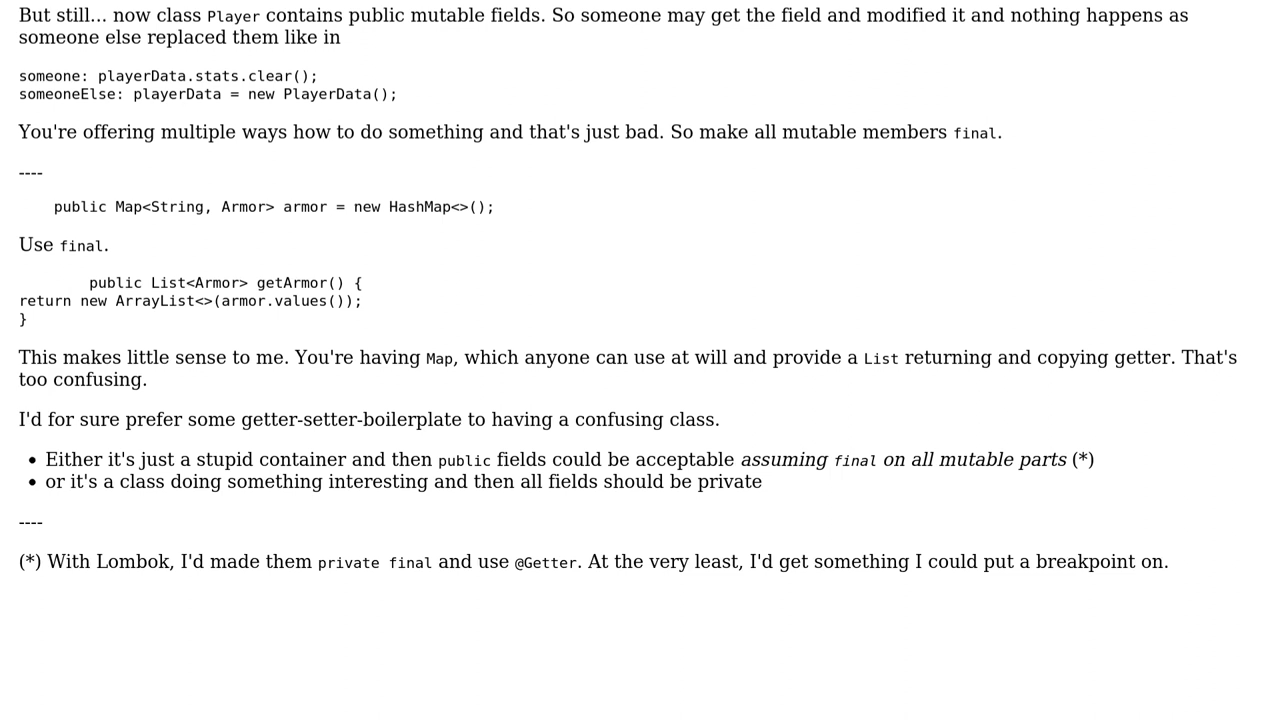 But still... now class Player contains public mutable fields. So someone may get the field and modified it and nothing happens as
someone else replaced them like in
someone: playerData.stats.clear();
someoneElse: playerData = new PlayerData();
You're offering multiple ways how to do something and that's just bad. So make all mutable members final.
----
public Map<String, Armor> armor = new HashMap<>();
Use final.
public List<Armor> getArmor() {
return new ArrayList<>(armor.values());
}
This makes little sense to me. You're having Map, which anyone can use at will and provide a List returning and copying getter. That's
too confusing.
I'd for sure prefer some getter-setter-boilerplate to having a confusing class.
• Either it's just a stupid container and then public fields could be acceptable assuming final on all mutable parts (*)
• or it's a class doing something interesting and then all fields should be private
----
(*) With Lombok, I'd made them private final and use @Getter. At the very least, I'd get something I could put a breakpoint on.